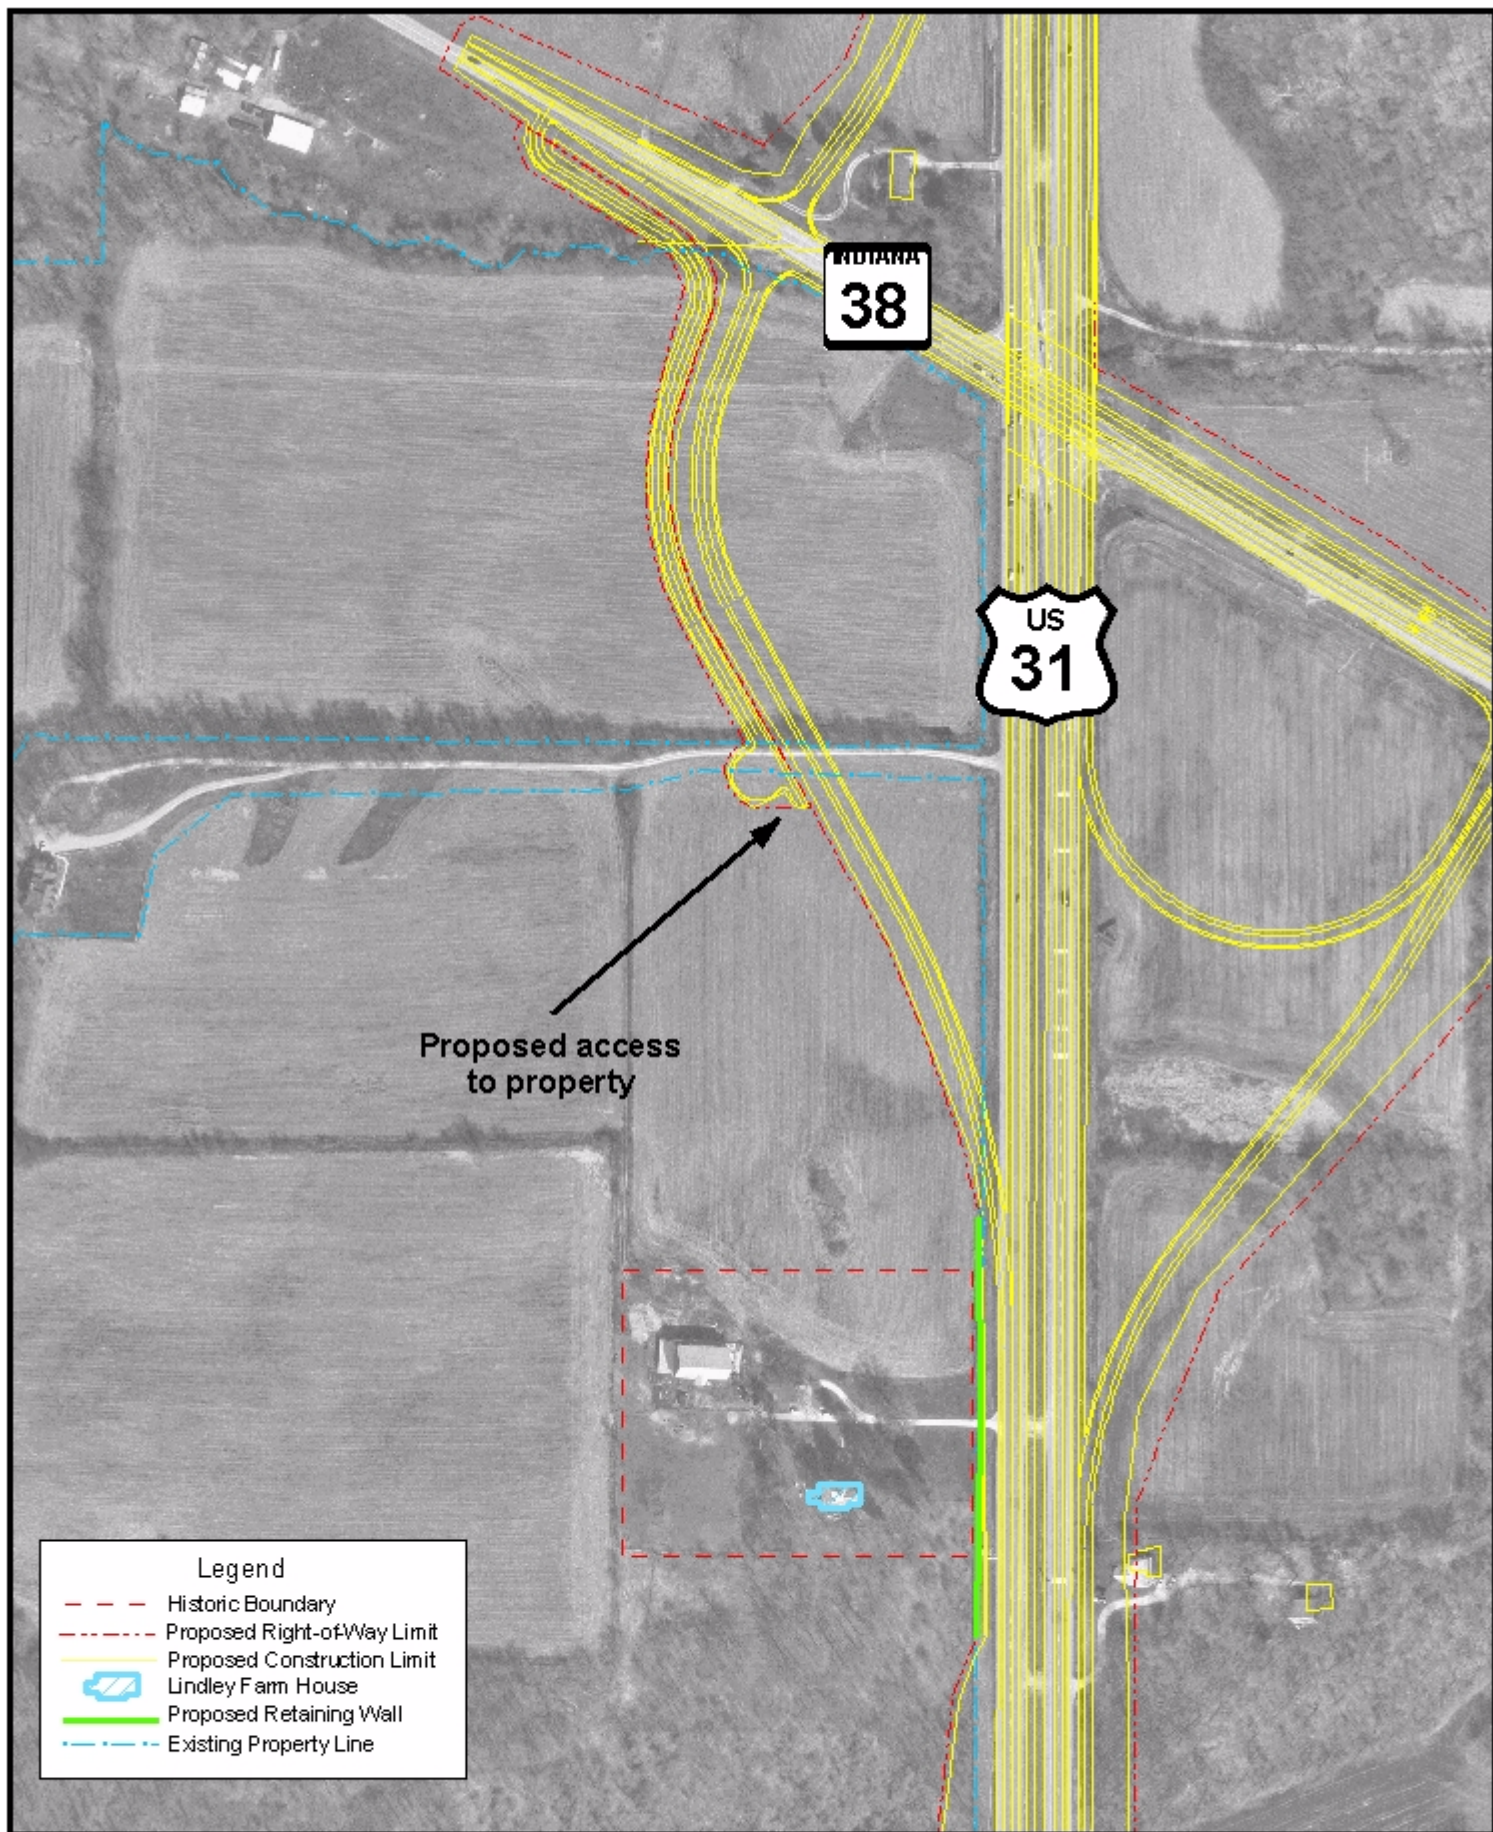 INDIANA
38
US
31
Proposed access
to property
Legend
Historic Boundary
Proposed Right-of-Way Limit
Proposed Construction Limit
Lindley Farm House
Proposed Retaining Wall
Existing Property Line